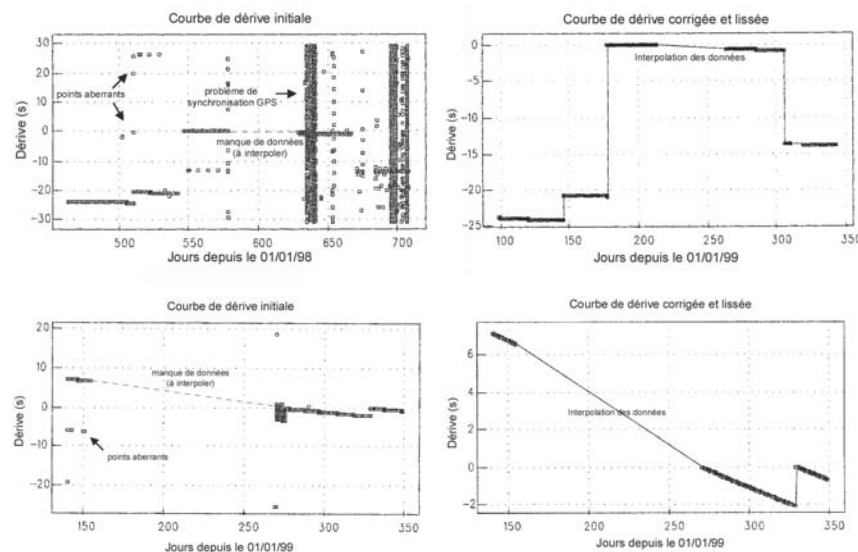 Courbe de dérive initiale
Dérive (s)
30
20
10
0
-10
-20
-30
points aberrants
problème de
synchronisation GPS
manque de données
(à interpoler)
500 550 600 650 700
Jours depuis le 01/01/98
Courbe de dérive corrigée et lissée
Dérive (s)
0
-5
-10
-15
-20
-25
Interpolation des données
100 150 200 250 300 350
Jours depuis le 01/01/99
Courbe de dérive initiale
Dérive (s)
20
10
0
-10
-20
manque de données
(à interpoler)
points aberrants
150 200 250 300 350
Jours depuis le 01/01/99
Courbe de dérive corrigée et lissée
Dérive (s)
6
4
2
0
-2
Interpolation des données
150 200 250 300 350
Jours depuis le 01/01/99